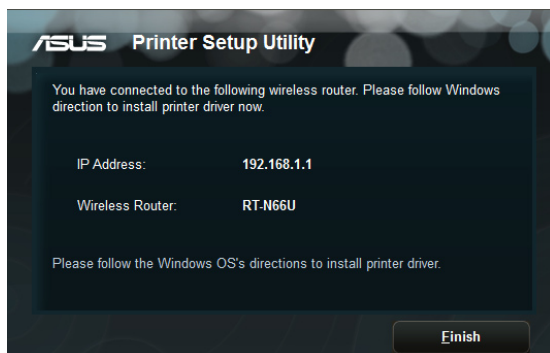 ASUS Printer Setup Utility
You have connected to the following wireless router. Please follow Windows
direction to install printer driver now.
IP Address: 192.168.1.1
Wireless Router: RT-N66U
Please follow the Windows OS's directions to install printer driver.
Finish